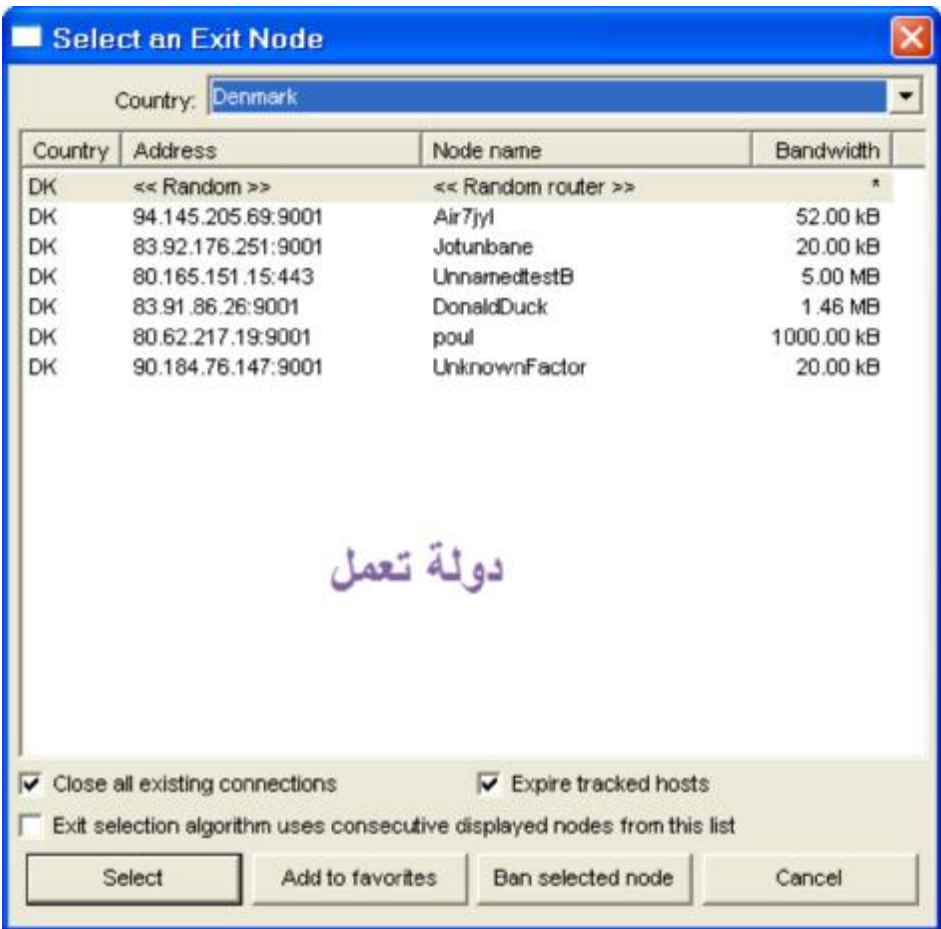 Select an Exit Node
Country: Denmark
Country Address Node name Bandwidth
DK << Random >> << Random router >> *
DK 94.145.205.69:9001 Air7jyl 52.00 kB
DK 83.92.176.251:9001 Jotunbane 20.00 kB
DK 80.165.151.15:443 UnnamedtestB 5.00 MB
DK 83.91.86.26:9001 DonaldDuck 1.46 MB
DK 80.62.217.19:9001 poul 1000.00 kB
DK 90.184.76.147:9001 UnknownFactor 20.00 kB
دولة تعمل
Close all existing connections Expire tracked hosts
Exit selection algorithm uses consecutive displayed nodes from this list
Select Add to favorites Ban selected node Cancel